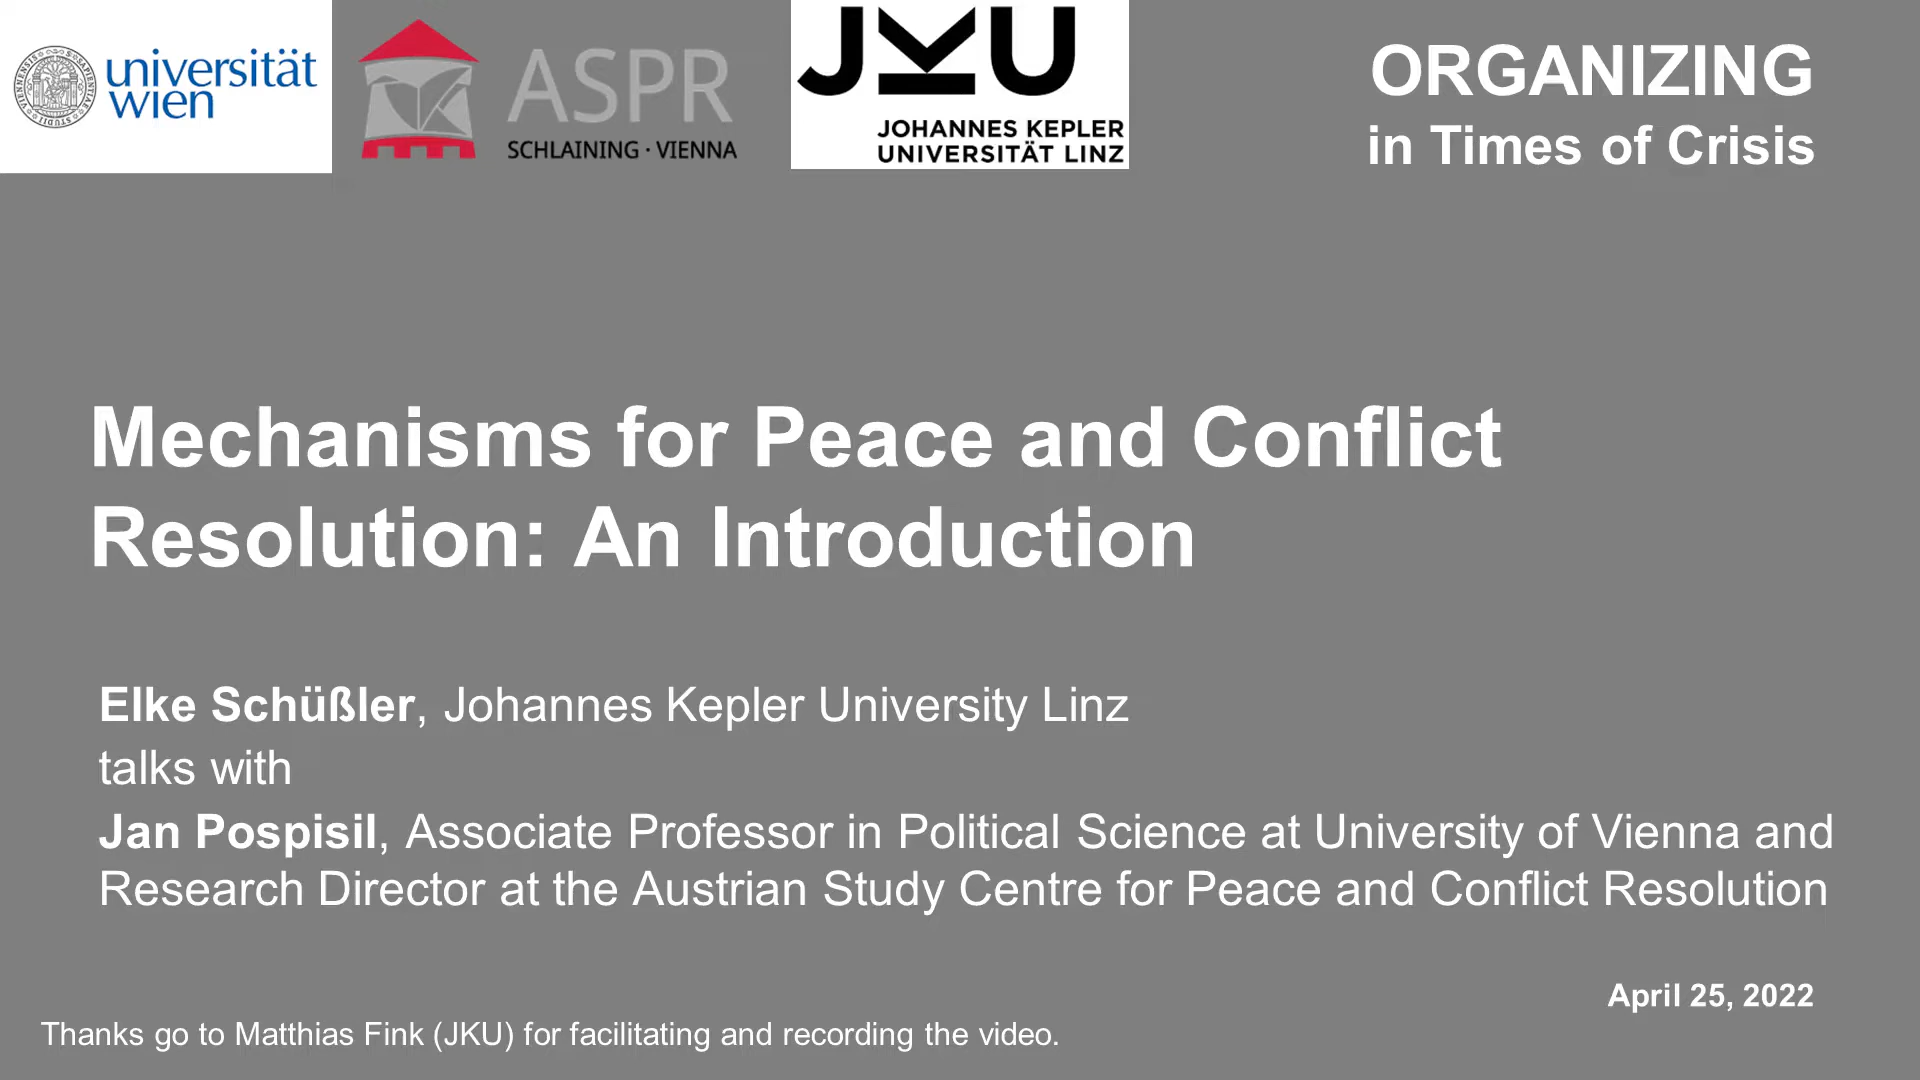 universität
wien
ASPR
SCHLAINING · VIENNA
JKU
JOHANNES KEPLER
UNIVERSITÄT LINZ
ORGANIZING
in Times of Crisis
Mechanisms for Peace and Conflict
Resolution: An Introduction
Elke Schüßler, Johannes Kepler University Linz
talks with
Jan Pospisil, Associate Professor in Political Science at University of Vienna and
Research Director at the Austrian Study Centre for Peace and Conflict Resolution
April 25, 2022
Thanks go to Matthias Fink (JKU) for facilitating and recording the video.